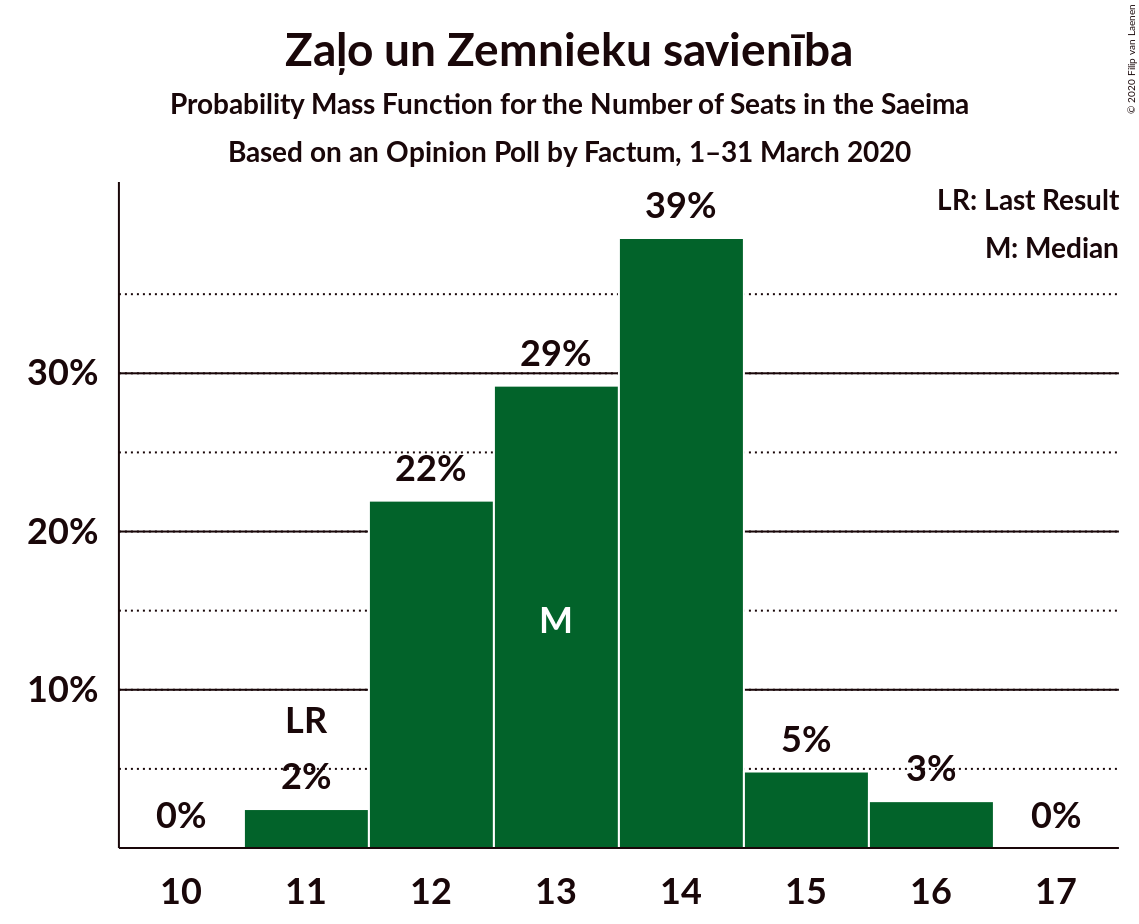 Zaļo un Zemnieku savienība
Probability Mass Function for the Number of Seats in the Saeima
Based on an Opinion Poll by Factum, 1–31 March 2020
© 2020 Filip van Laenen
LR: Last Result
M: Median
39%
29%
22%
5%
3%
2%
0%
0%
LR
M
30%
20%
10%
10 11 12 13 14 15 16 17